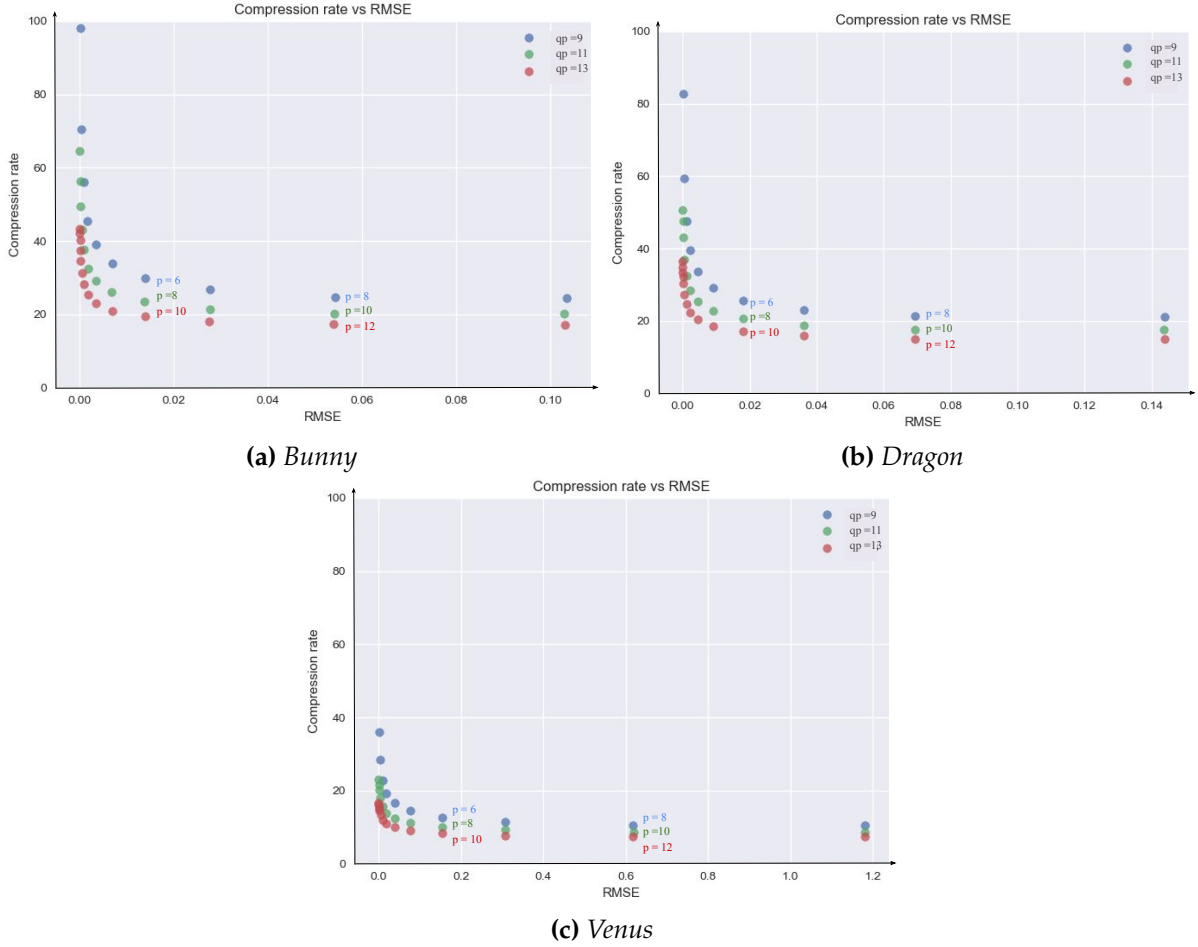 Compression rate vs RMSE
100
80
60
40
20
0
Compression rate
qp =9
qp =11
qp =13
p = 6
p =8
p = 10
p = 8
p =10
p = 12
0.00 0.02 0.04 0.06 0.08 0.10
RMSE
(a) Bunny
Compression rate vs RMSE
100
80
60
40
20
0
Compression rate
qp =9
qp =11
qp =13
p = 6
p =8
p = 10
p = 8
p =10
p = 12
0.00 0.02 0.04 0.06 0.08 0.10 0.12 0.14
RMSE
(b) Dragon
Compression rate vs RMSE
100
80
60
40
20
0
Compression rate
qp =9
qp =11
qp =13
p = 6
p =8
p = 10
p = 8
p =10
p = 12
0.0 0.2 0.4 0.6 0.8 1.0 1.2
RMSE
(c) Venus